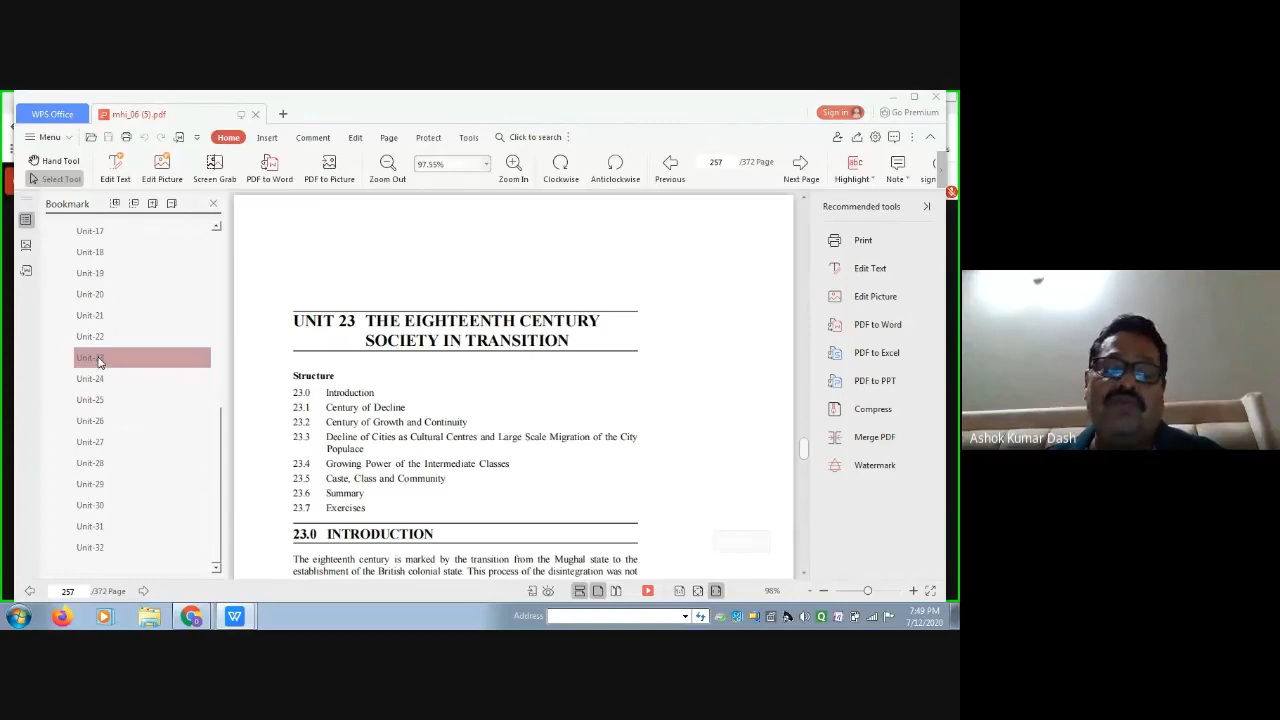 WPS Office
mhi_06 (5).pdf
Sign in
Go Premium
Menu
Home
Insert
Comment
Edit
Page
Protect
Tools
Click to search
Hand Tool
Select Tool
Edit Text
Edit Picture
Screen Grab
PDF to Word
PDF to Picture
Zoom Out
97.55%
Zoom In
Clockwise
Anticlockwise
Previous
257
/372 Page
Next Page
Highlight
Note
sign
Bookmark
Unit-17
Unit-18
Unit-19
Unit-20
Unit-21
Unit-22
Unit-23
Unit-24
Unit-25
Unit-26
Unit-27
Unit-28
Unit-29
Unit-30
Unit-31
Unit-32
UNIT 23 THE EIGHTEENTH CENTURY
SOCIETY IN TRANSITION
Structure
23.0 Introduction
23.1 Century of Decline
23.2 Century of Growth and Continuity
23.3 Decline of Cities as Cultural Centres and Large Scale Migration of the City
Populace
23.4 Growing Power of the Intermediate Classes
23.5 Caste, Class and Community
23.6 Summary
23.7 Exercises
23.0 INTRODUCTION
The eighteenth century is marked by the transition from the Mughal state to the
establishment of the British colonial state. This process of the disintegration was not
Recommended tools
Print
Edit Text
Edit Picture
PDF to Word
PDF to Excel
PDF to PPT
Compress
Merge PDF
Watermark
257
/372 Page
98%
Address
7:49 PM
7/12/2020
Ashok Kumar Dash